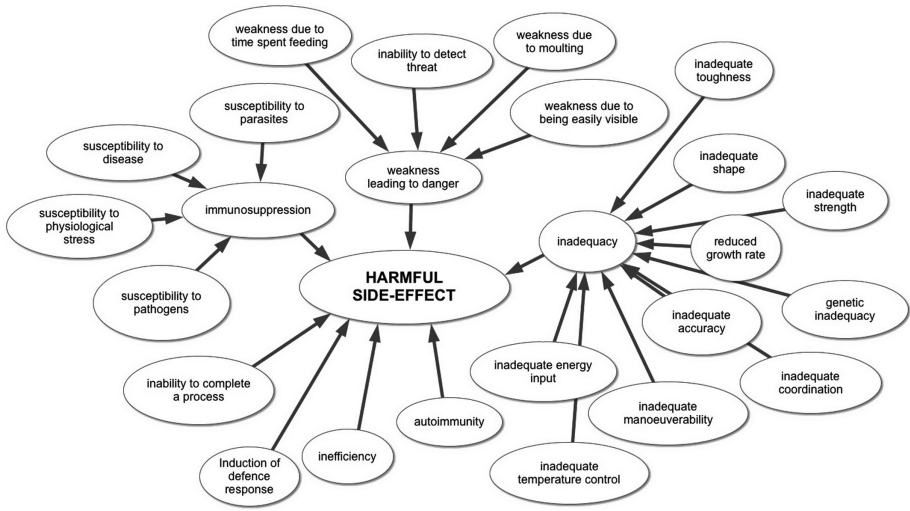 weakness due to
time spent feeding
inability to detect
threat
weakness due
to moulting
inadequate
toughness
susceptibility to
parasites
weakness due to
being easily visible
susceptibility to
disease
weakness
leading to danger
inadequate
shape
inadequate
strength
susceptibility to
physiological
stress
immunosuppression
inadequacy
reduced
growth rate
HARMFUL
SIDE-EFFECT
susceptibility to
pathogens
genetic
inadequacy
inadequate
accuracy
inability to complete
a process
inadequate energy
input
inadequate
coordination
autoimmunity
inadequate
manoeuverability
Induction of
defence
response
inefficiency
inadequate
temperature control